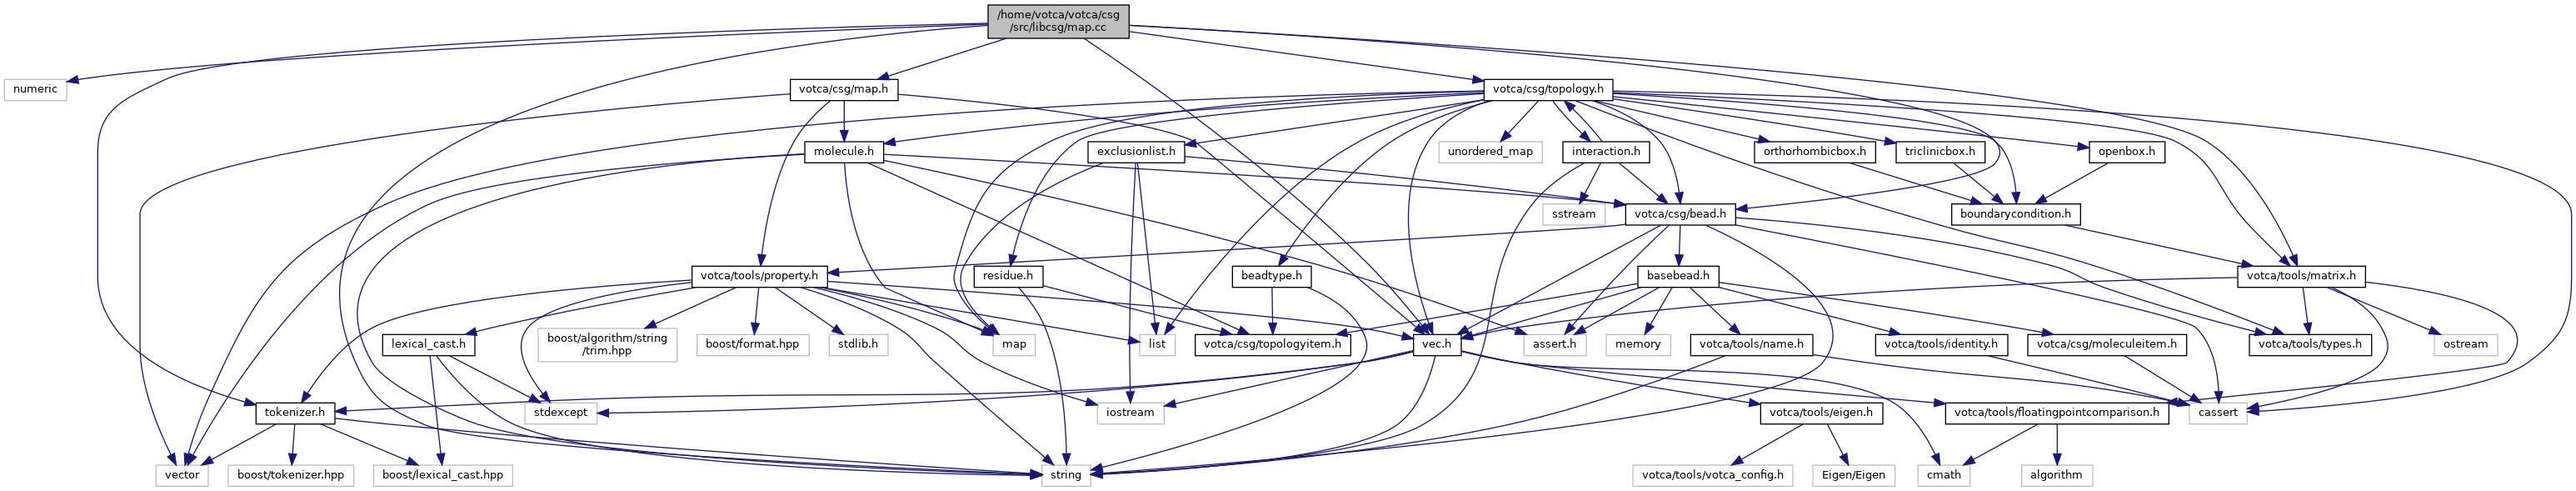 /home/votca/votca/csg
/src/libcsg/map.cc
numeric
votca/csg/map.h
votca/csg/topology.h
molecule.h
exclusionlist.h
unordered_map
interaction.h
orthorhombicbox.h
triclinicbox.h
openbox.h
sstream
votca/csg/bead.h
boundarycondition.h
votca/tools/property.h
residue.h
beadtype.h
basebead.h
votca/tools/matrix.h
lexical_cast.h
boost/algorithm/string
/trim.hpp
boost/format.hpp
stdlib.h
map
list
votca/csg/topologyitem.h
vec.h
assert.h
memory
votca/tools/name.h
votca/tools/identity.h
votca/csg/moleculeitem.h
votca/tools/types.h
ostream
tokenizer.h
stdexcept
iostream
votca/tools/eigen.h
votca/tools/floatingpointcomparison.h
cassert
vector
boost/tokenizer.hpp
boost/lexical_cast.hpp
string
votca/tools/votca_config.h
Eigen/Eigen
cmath
algorithm